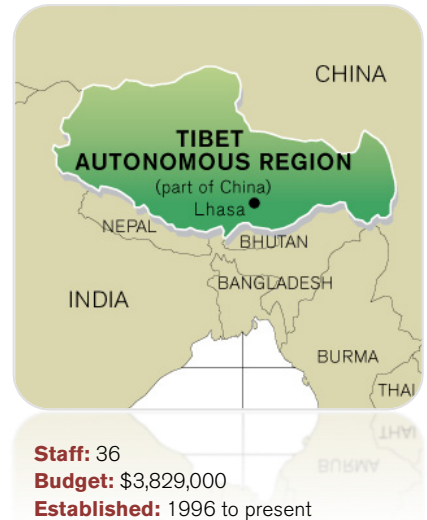 CHINA
TIBET
AUTONOMOUS REGION
(part of China)
Lhasa
NEPAL
BHUTAN
BANGLADESH
INDIA
BURMA
THAI
Staff: 36
Budget: $3,829,000
Established: 1996 to present